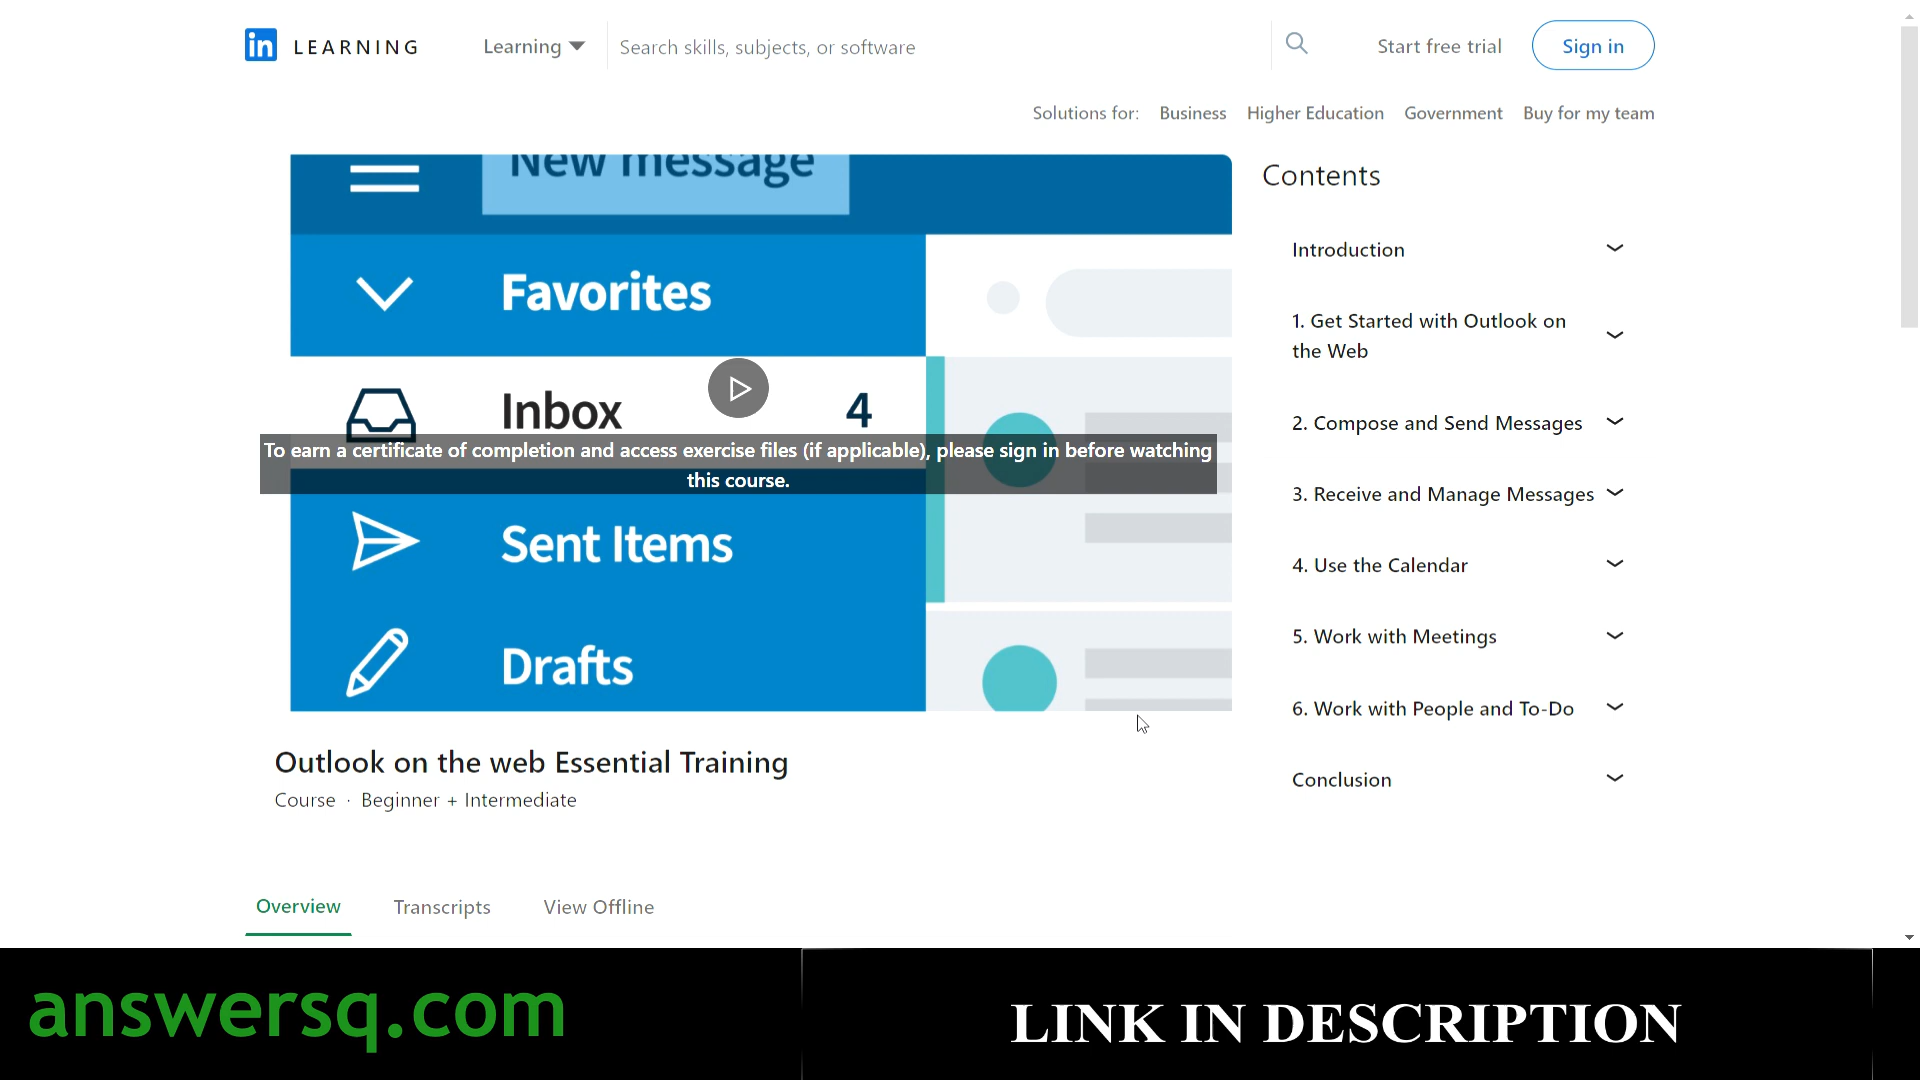 in LEARNING
Learning
Search skills, subjects, or software
Start free trial
Sign in
Solutions for: Business Higher Education Government Buy for my team
New message
Favorites
Inbox 4
To earn a certificate of completion and access exercise files (if applicable), please sign in before watching
this course.
Sent Items
Drafts
Contents
Introduction
1. Get Started with Outlook on
the Web
2. Compose and Send Messages
3. Receive and Manage Messages
4. Use the Calendar
5. Work with Meetings
6. Work with People and To-Do
Conclusion
Outlook on the web Essential Training
Course · Beginner + Intermediate
Overview Transcripts View Offline
answersq.com
LINK IN DESCRIPTION